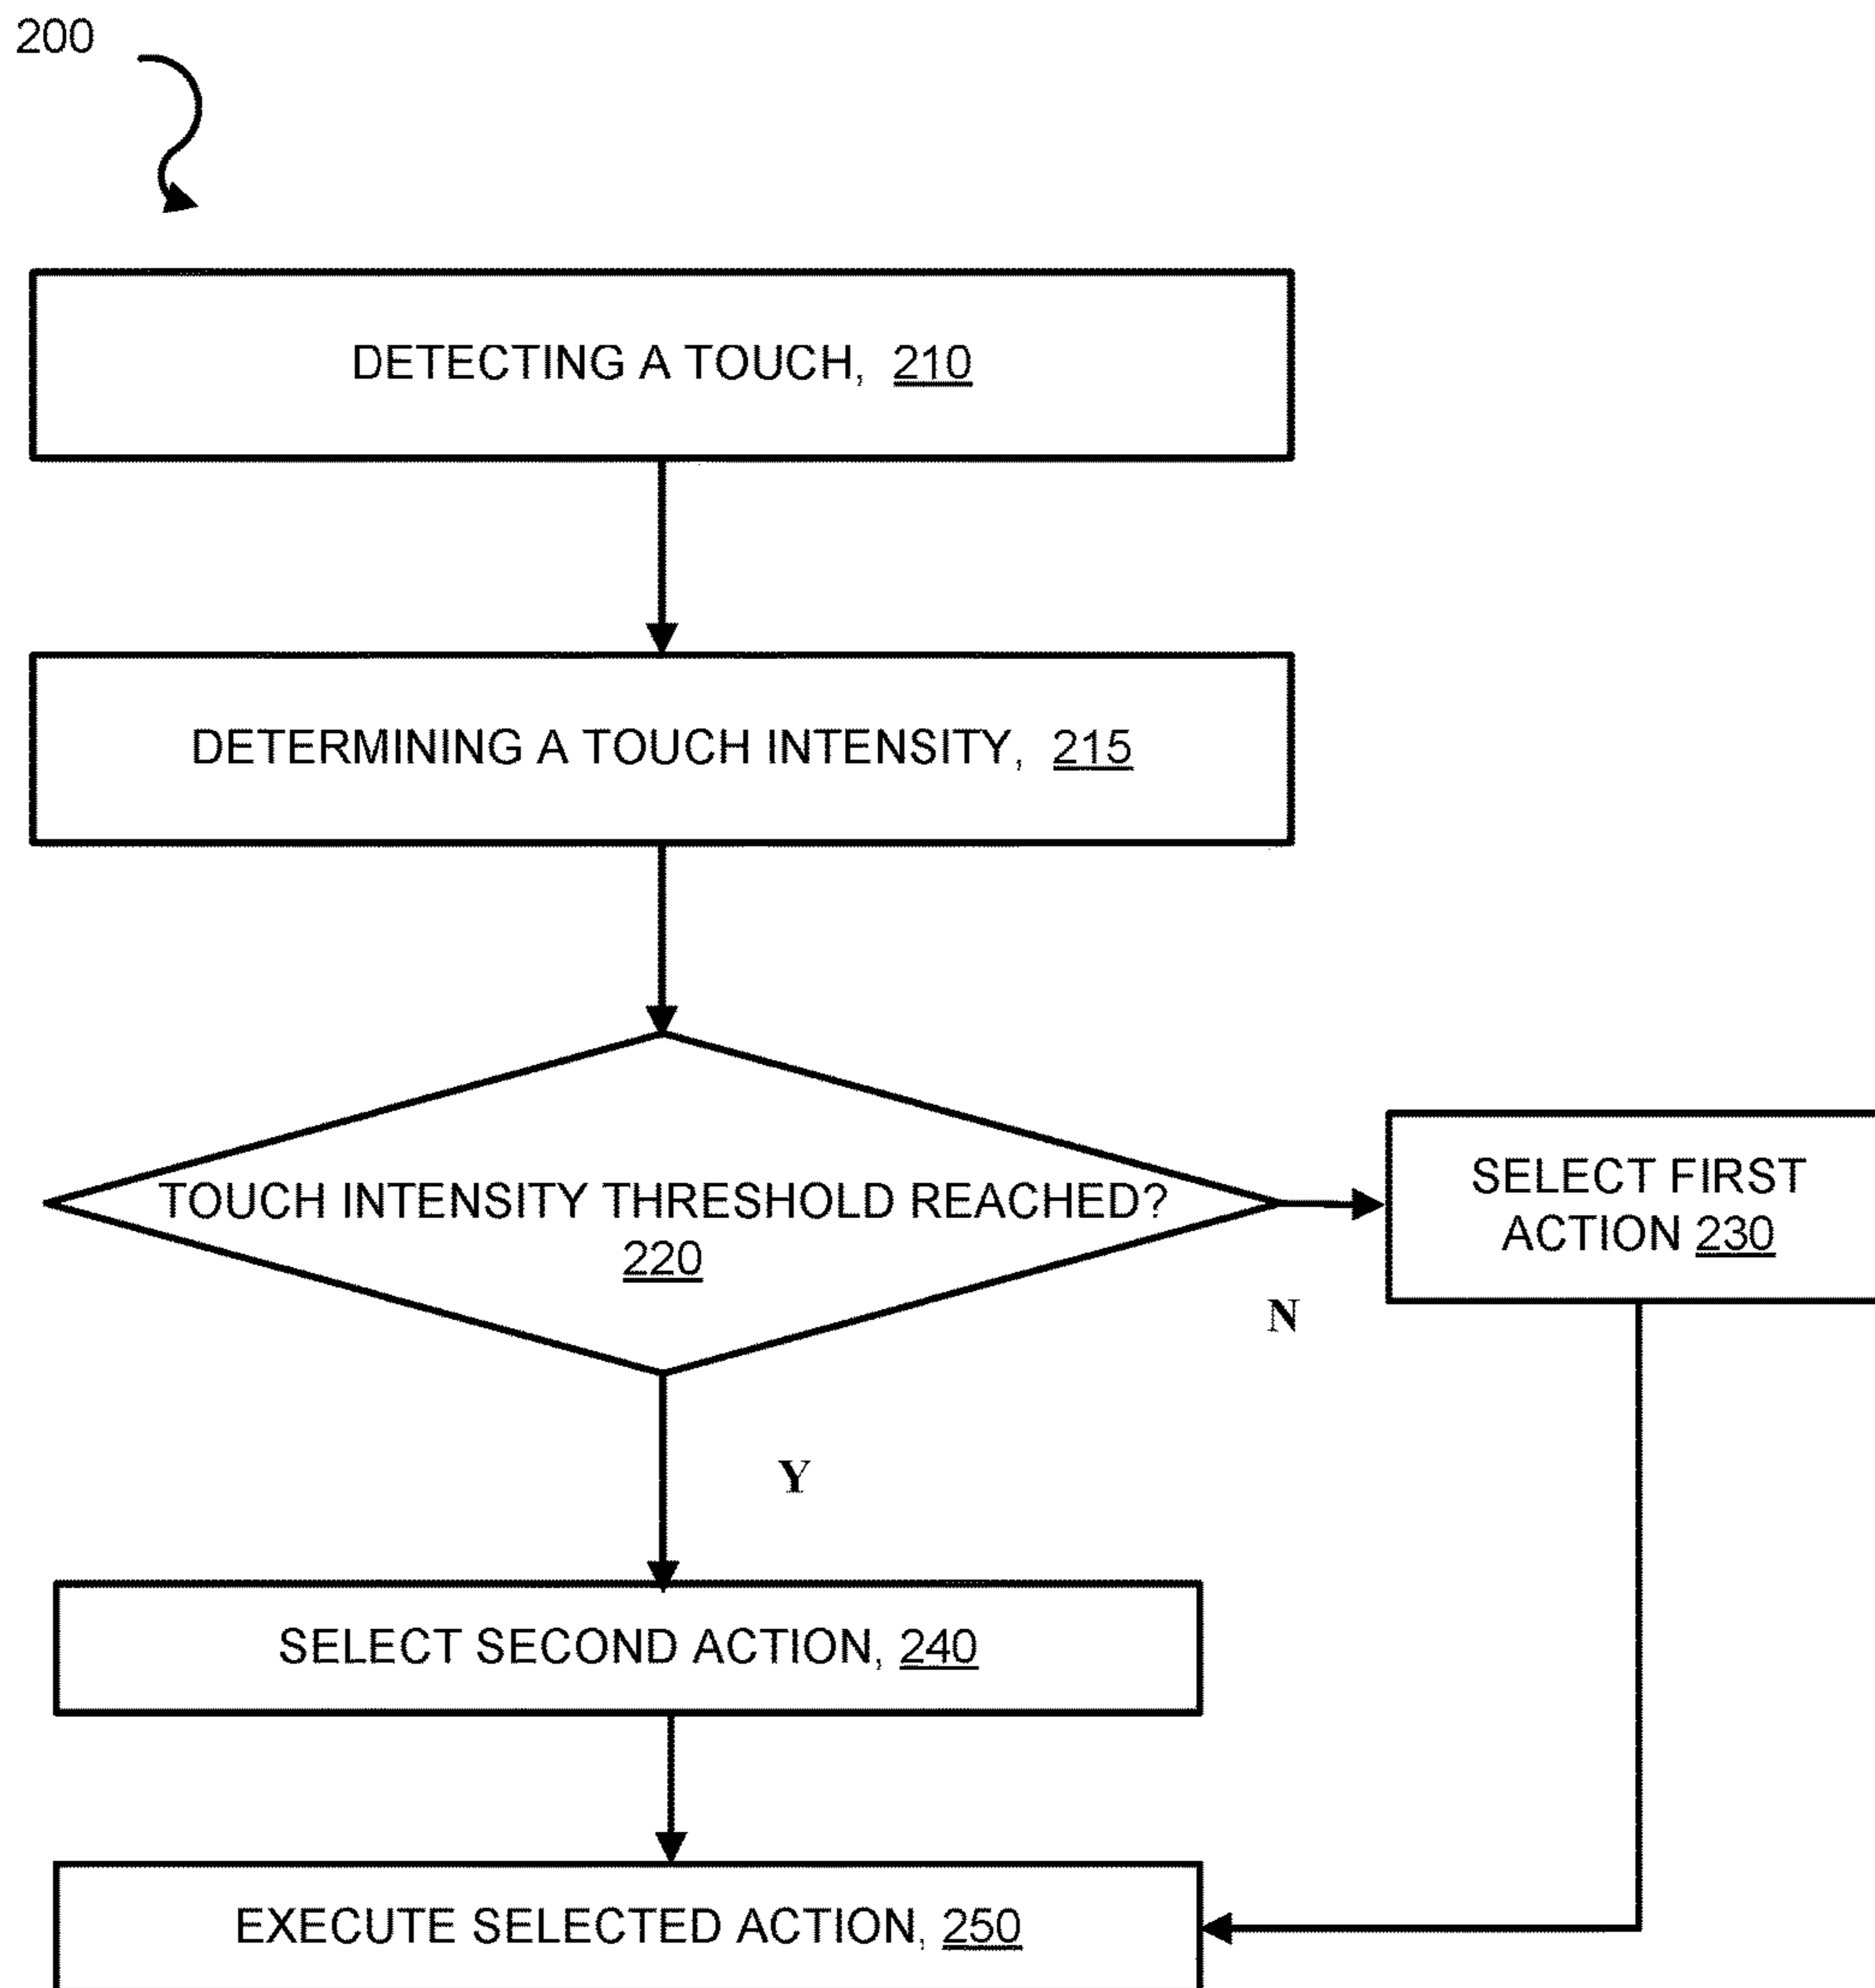 200
DETECTING A TOUCH, 210
DETERMINING A TOUCH INTENSITY, 215
TOUCH INTENSITY THRESHOLD REACHED?
220
SELECT FIRST
ACTION 230
N
Y
SELECT SECOND ACTION, 240
EXECUTE SELECTED ACTION, 250